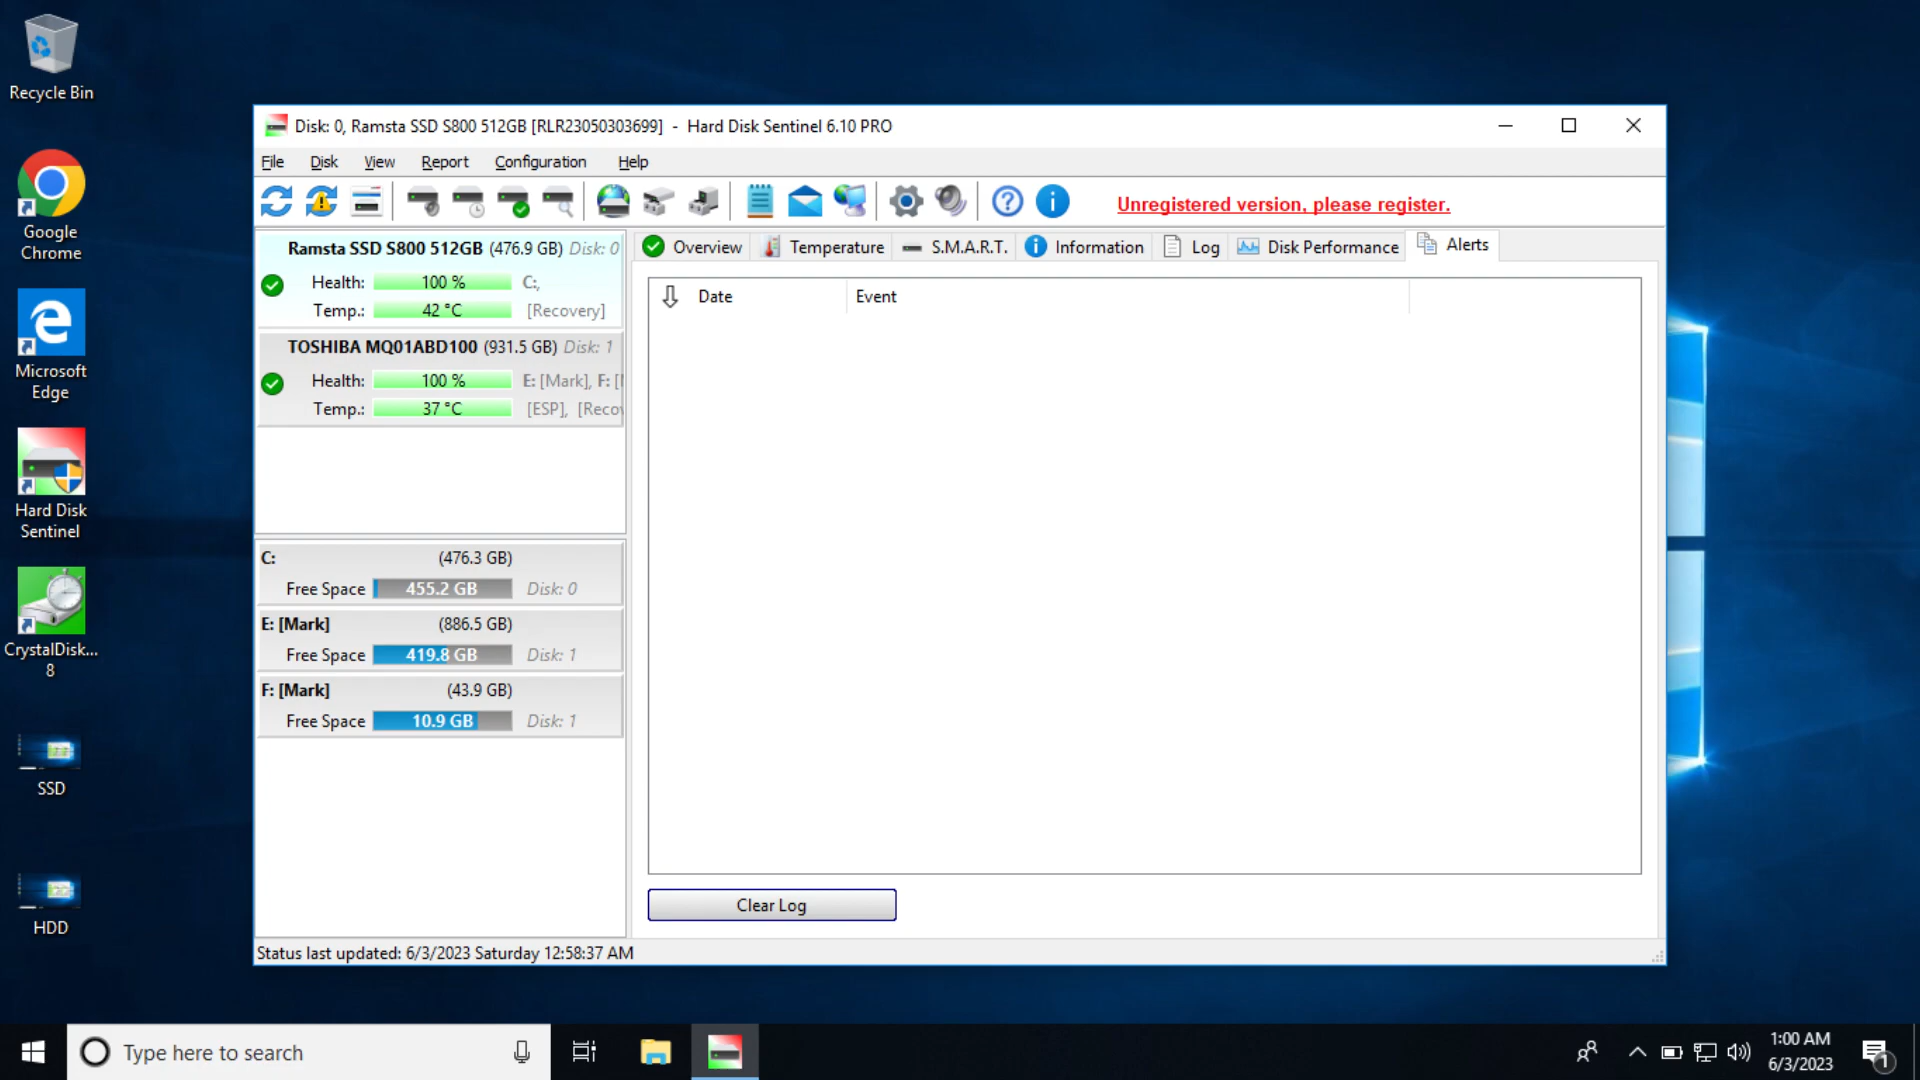 Recycle Bin
Google
Chrome
Microsoft
Edge
Hard Disk
Sentinel
CrystalDisk...
8
SSD
HDD
Disk: 0, Ramsta SSD S800 512GB [RLR23050303699] - Hard Disk Sentinel 6.10 PRO
File Disk View Report Configuration Help
Unregistered version, please register.
Ramsta SSD S800 512GB (476.9 GB) Disk: 0
Health: 100 % C:,
Temp.: 42 °C [Recovery]
TOSHIBA MQ01ABD100 (931.5 GB) Disk: 1
Health: 100 % E: [Mark], F: [
Temp.: 37 °C [ESP], [Reco
C: (476.3 GB)
Free Space 455.2 GB Disk: 0
E: [Mark] (886.5 GB)
Free Space 419.8 GB Disk: 1
F: [Mark] (43.9 GB)
Free Space 10.9 GB Disk: 1
Overview Temperature S.M.A.R.T. Information Log Disk Performance Alerts
Date Event
Clear Log
Status last updated: 6/3/2023 Saturday 12:58:37 AM
Type here to search
1:00 AM
6/3/2023
1